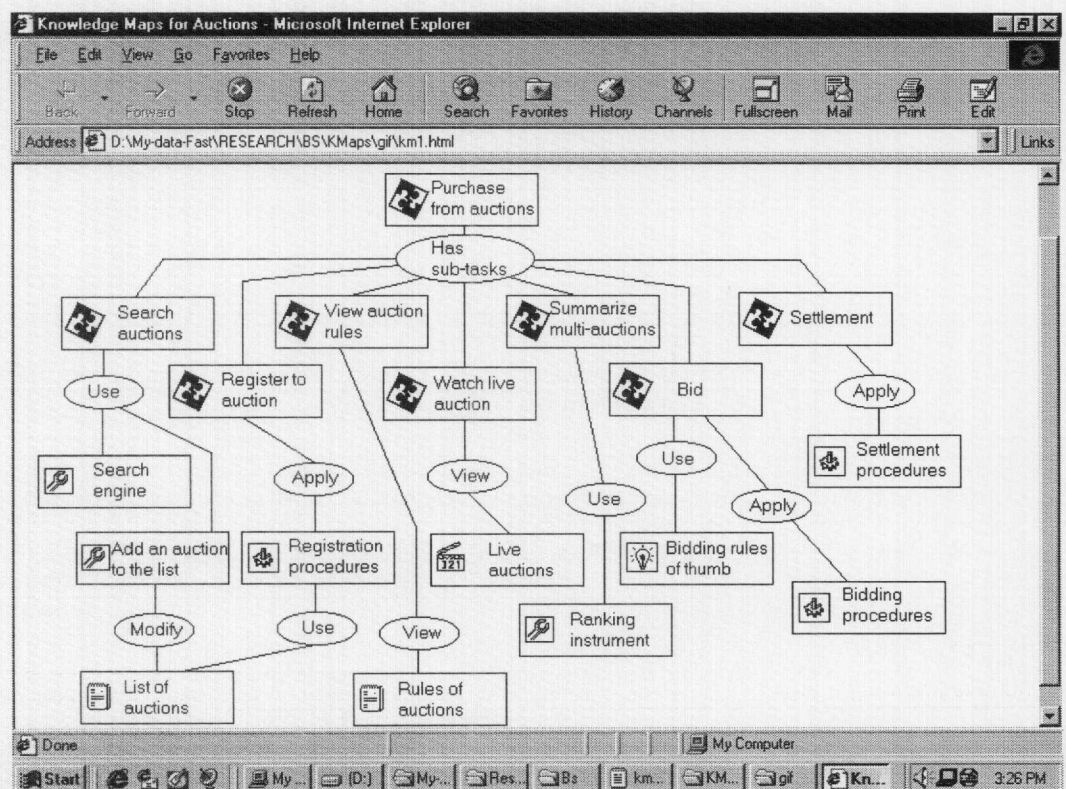 Knowledge Maps for Auctions - Microsoft Internet Explorer
File Edit View Go Favorites Help
Back Forward Stop Refresh Home Search Favorites History Channels Fullscreen Mail Print Edit
Address D:\My-data-Fast\RESEARCH\BS\KMaps\gif\km1.html Links
Purchase
from auctions
Has
sub-tasks
Search
auctions
View auction
rules
Summarize
multi-auctions
Settlement
Use
Register to
auction
Watch live
auction
Bid
Apply
Search
engine
Apply
View
Use
Use
Apply
Settlement
procedures
Add an auction
to the list
Registration
procedures
321
Live
auctions
Bidding rules
of thumb
Bidding
procedures
Modify
Use
View
Ranking
instrument
List of
auctions
Rules of
auctions
Done My Computer
Start My ... (D:) My-... Res... Bs km... KM... gif Kn... 3:26 PM